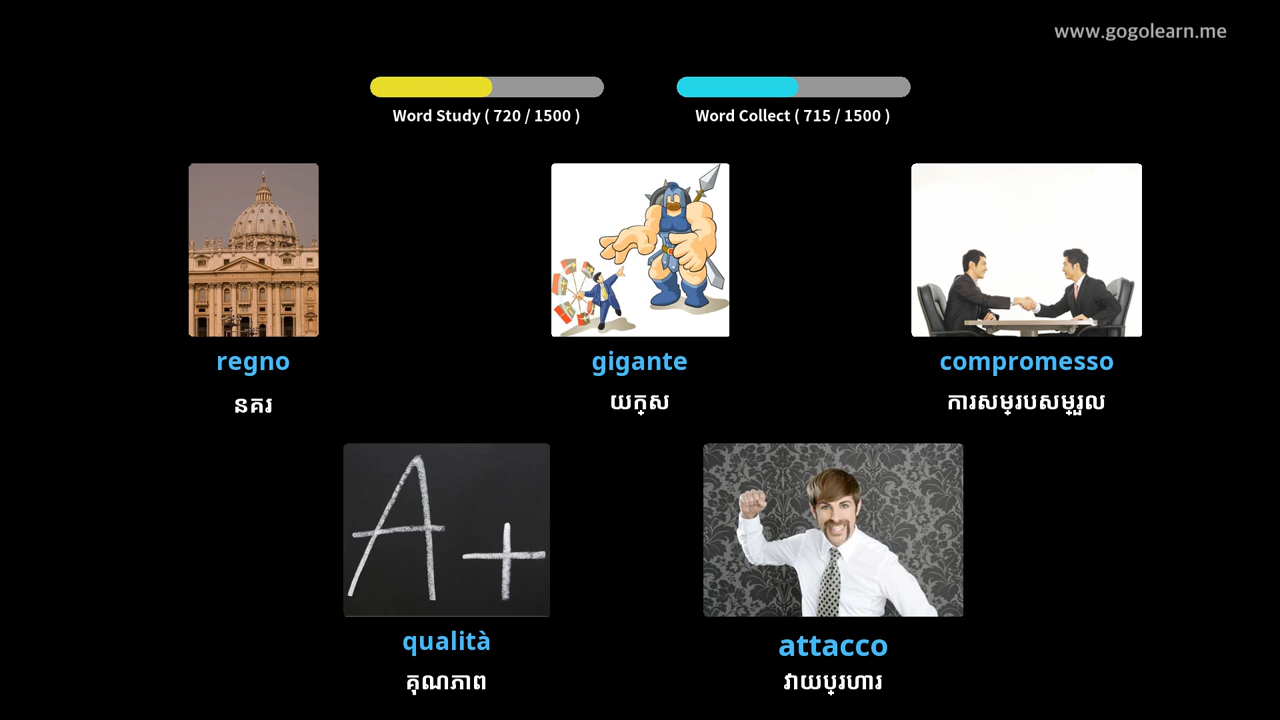 www.gogolearn.me
Word Study ( 720 / 1500 )
Word Collect ( 715 / 1500 )
regno
gigante
compromesso
នគរ
យក្ស
ការសម្របសម្រួល
A+
qualità
attacco
គុណភាព
វាយប្រហារ